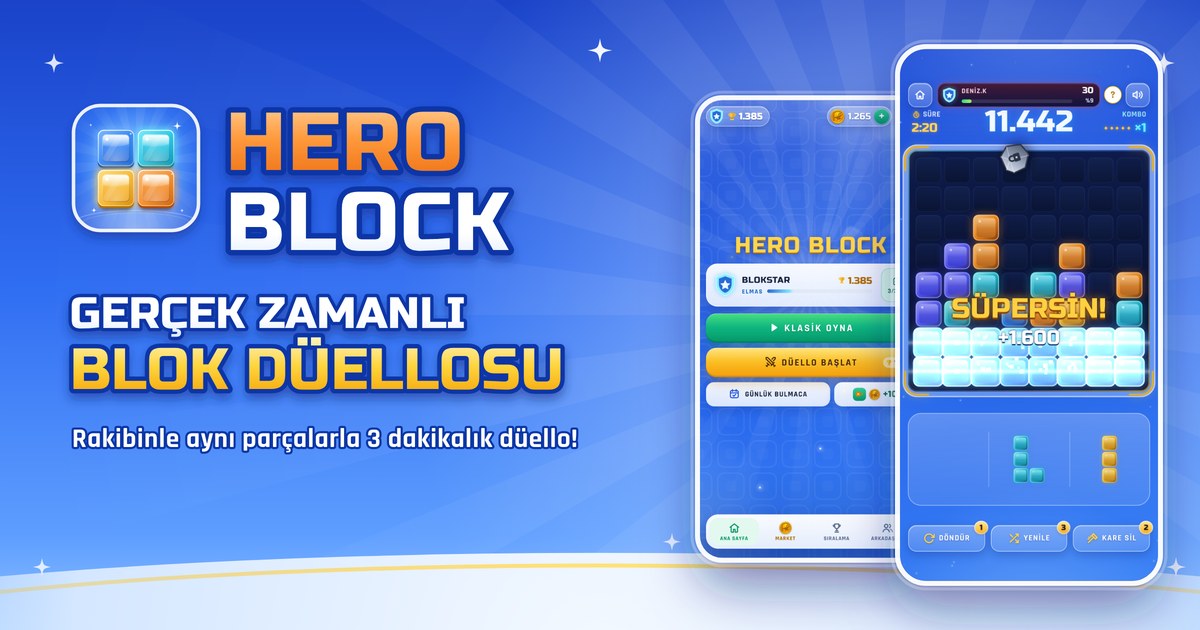 HERO
BLOCK
GERÇEK ZAMANLI
BLOK DÜELLOSU
Rakibinle aynı parçalarla 3 dakikalık düello!
1.385
1.265
HERO BLOCK
BLOKSTAR
ELMAS
1.385
KLASİK OYNA
DÜELLO BAŞLAT
GÜNLÜK BULMACA
ANA SAYFA
MARKET
SIRALAMA
DENİZ.K
30
%9
?
SÜRE
2:20
11.442
KOMBO
×1
SÜPERSİN!
+1.600
DÖNDÜR
1
YENİLE
3
KARE SİL
2